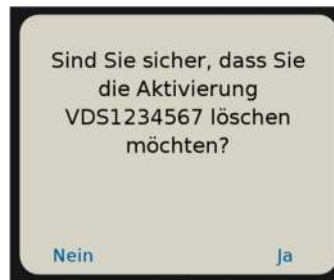 Sind Sie sicher, dass Sie
die Aktivierung
VDS1234567 löschen
möchten?
Nein Ja